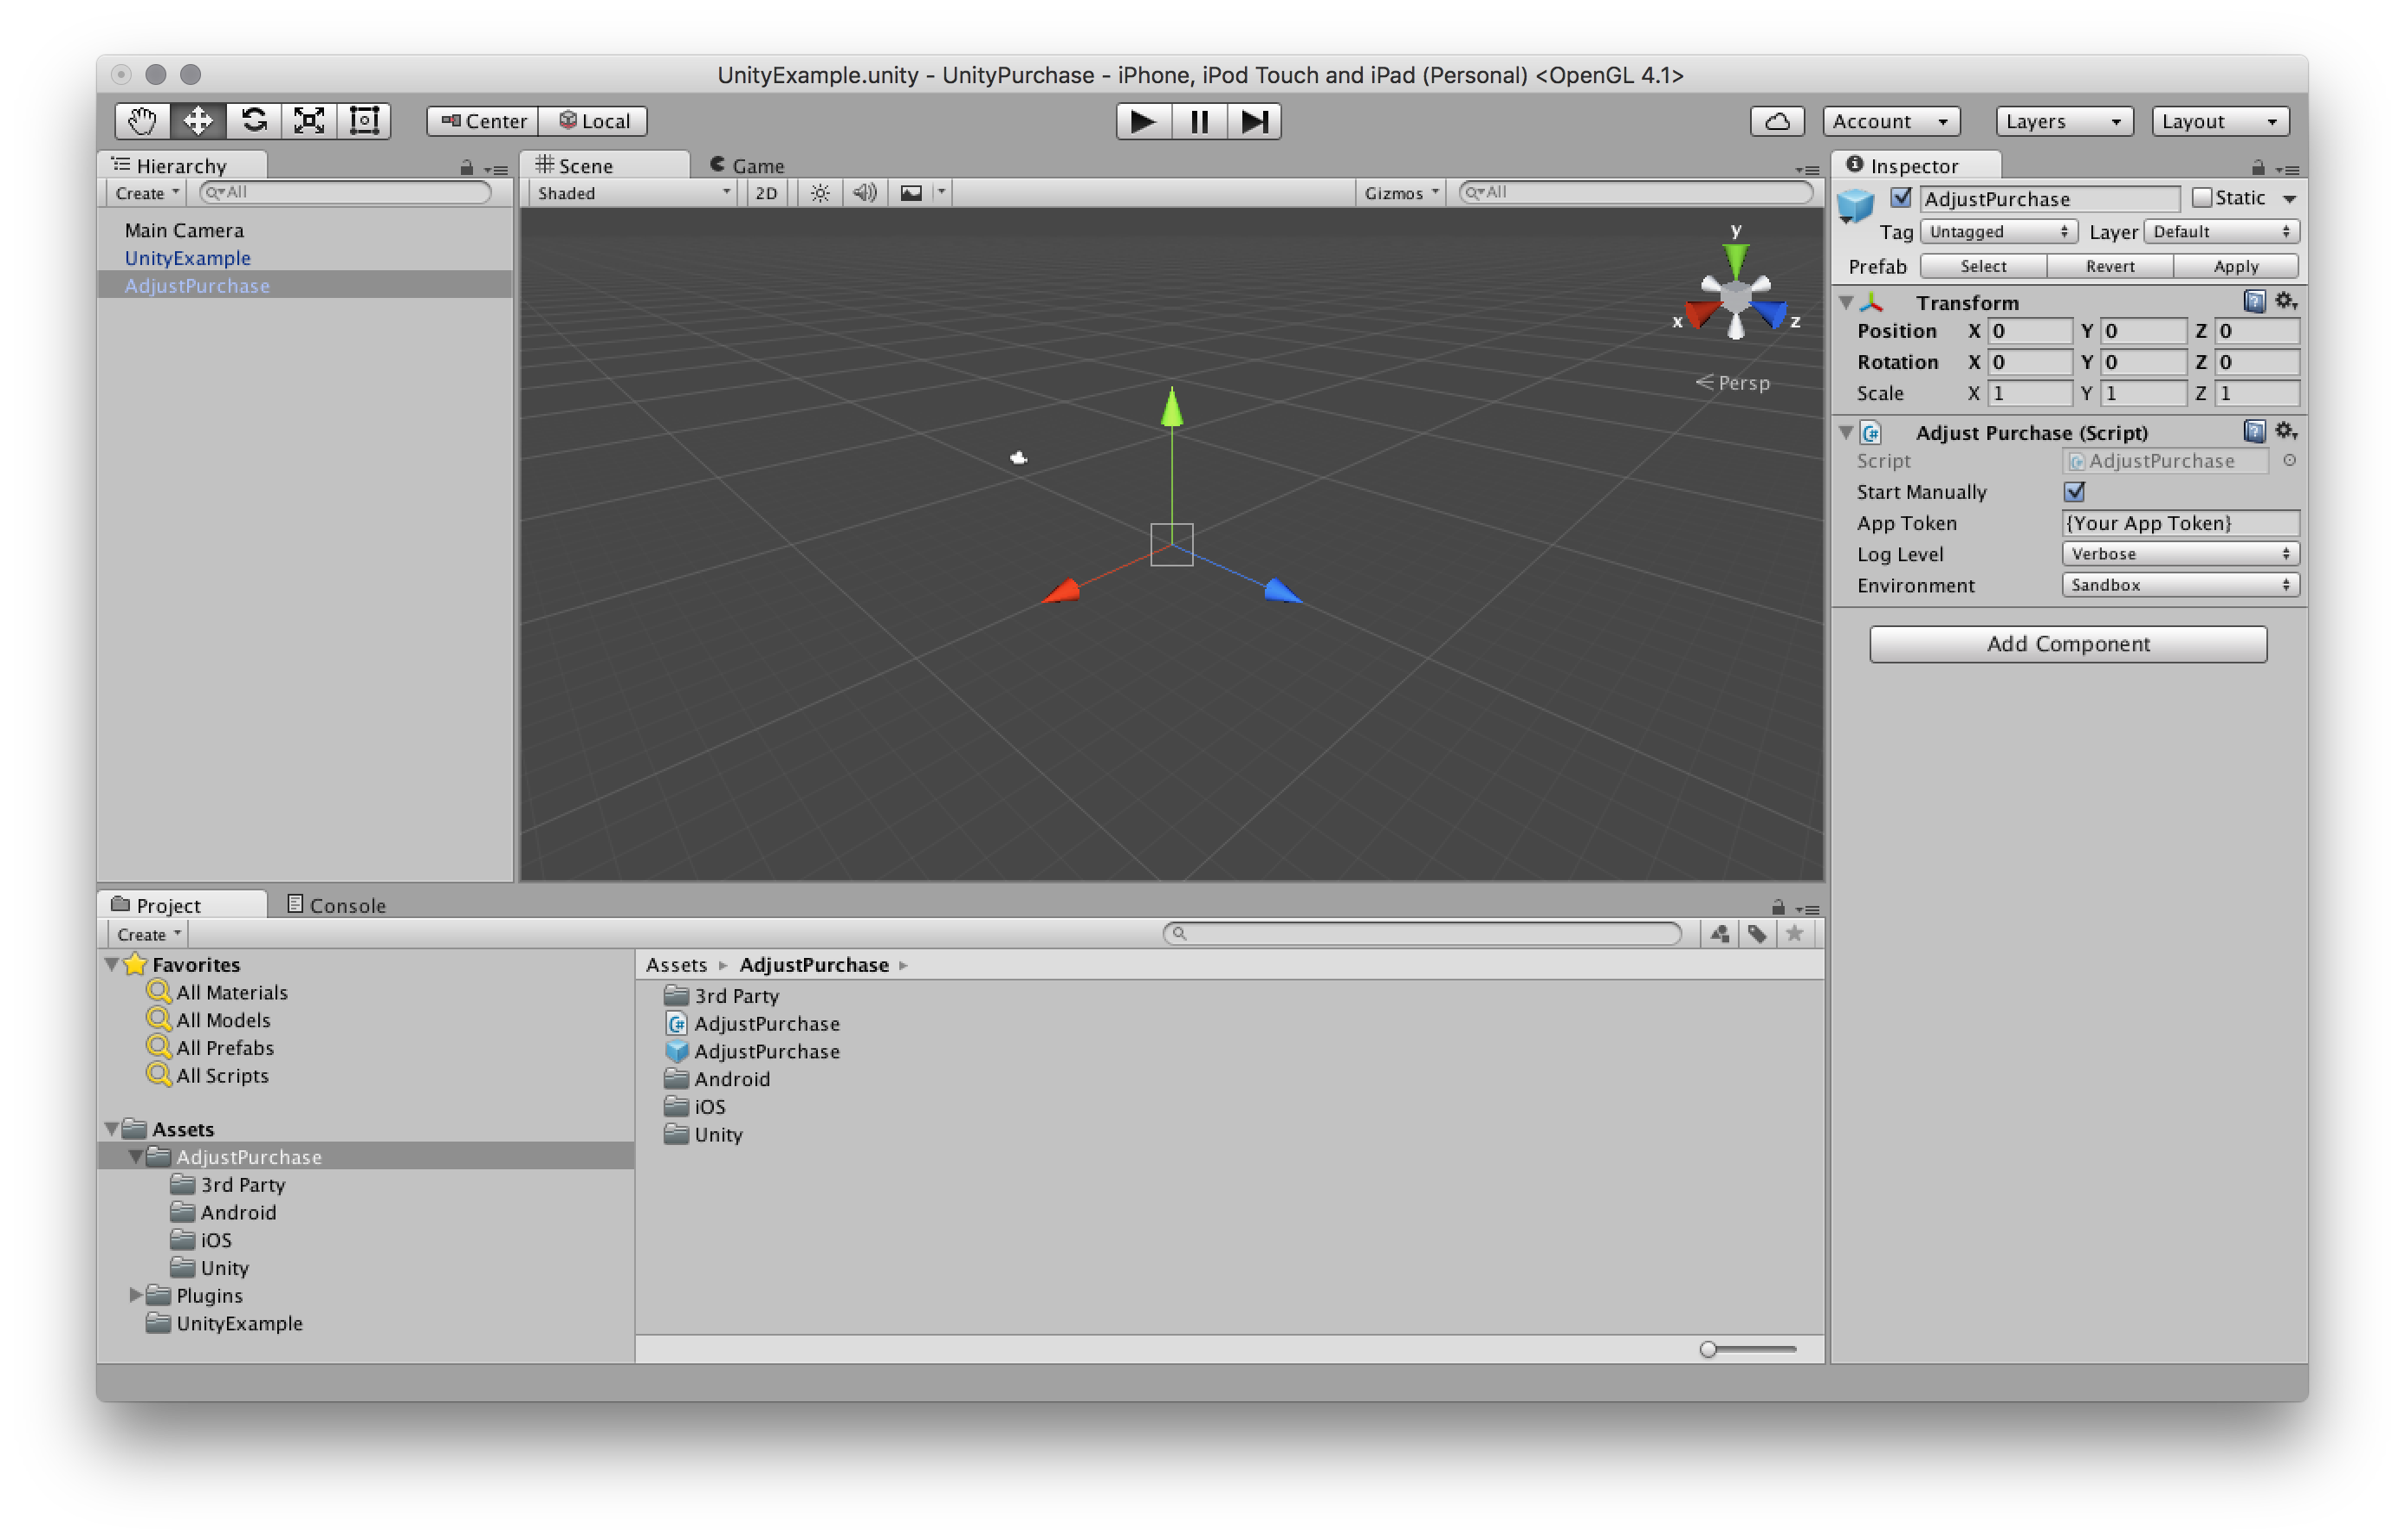 UnityExample.unity - UnityPurchase - iPhone, iPod Touch and iPad (Personal) <OpenGL 4.1>
Center Local Account Layers Layout
Hierarchy
Create All
Main Camera
UnityExample
AdjustPurchase
Scene Game
Shaded 2D Gizmos All
y
x z
Persp
Inspector
AdjustPurchase Static
Tag Untagged Layer Default
Prefab Select Revert Apply
Transform
Position X 0 Y 0 Z 0
Rotation X 0 Y 0 Z 0
Scale X 1 Y 1 Z 1
C# Adjust Purchase (Script)
Script AdjustPurchase
Start Manually
App Token {Your App Token}
Log Level Verbose
Environment Sandbox
Add Component
Project Console
Create
Favorites
All Materials
All Models
All Prefabs
All Scripts
Assets
AdjustPurchase
3rd Party
Android
iOS
Unity
Plugins
UnityExample
Assets AdjustPurchase
3rd Party
C# AdjustPurchase
AdjustPurchase
Android
iOS
Unity